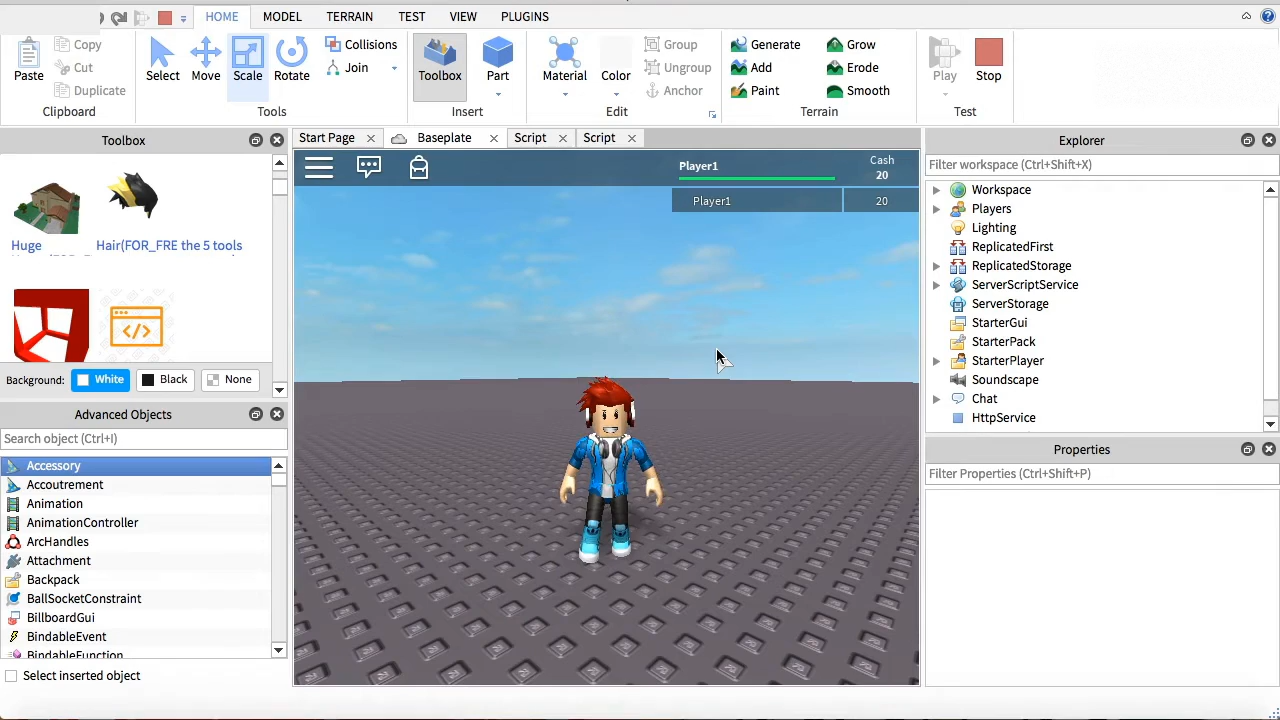 HOME MODEL TERRAIN TEST VIEW PLUGINS
Paste
Copy
Cut
Duplicate
Clipboard
Select
Move
Scale
Rotate
Collisions
Join
Tools
Toolbox
Part
Insert
Material
Color
Group
Ungroup
Anchor
Edit
Generate
Add
Paint
Grow
Erode
Smooth
Terrain
Play
Stop
Test
Toolbox
Huge
Hair(FOR_FRE the 5 tools
Background: White Black None
Advanced Objects
Search object (Ctrl+I)
Accessory
Accoutrement
Animation
AnimationController
ArcHandles
Attachment
Backpack
BallSocketConstraint
BillboardGui
BindableEvent
BindableFunction
Select inserted object
Start Page Baseplate Script Script
Player1
Cash
20
Player1 20
Explorer
Filter workspace (Ctrl+Shift+X)
Workspace
Players
Lighting
ReplicatedFirst
ReplicatedStorage
ServerScriptService
ServerStorage
StarterGui
StarterPack
StarterPlayer
Soundscape
Chat
HttpService
Properties
Filter Properties (Ctrl+Shift+P)